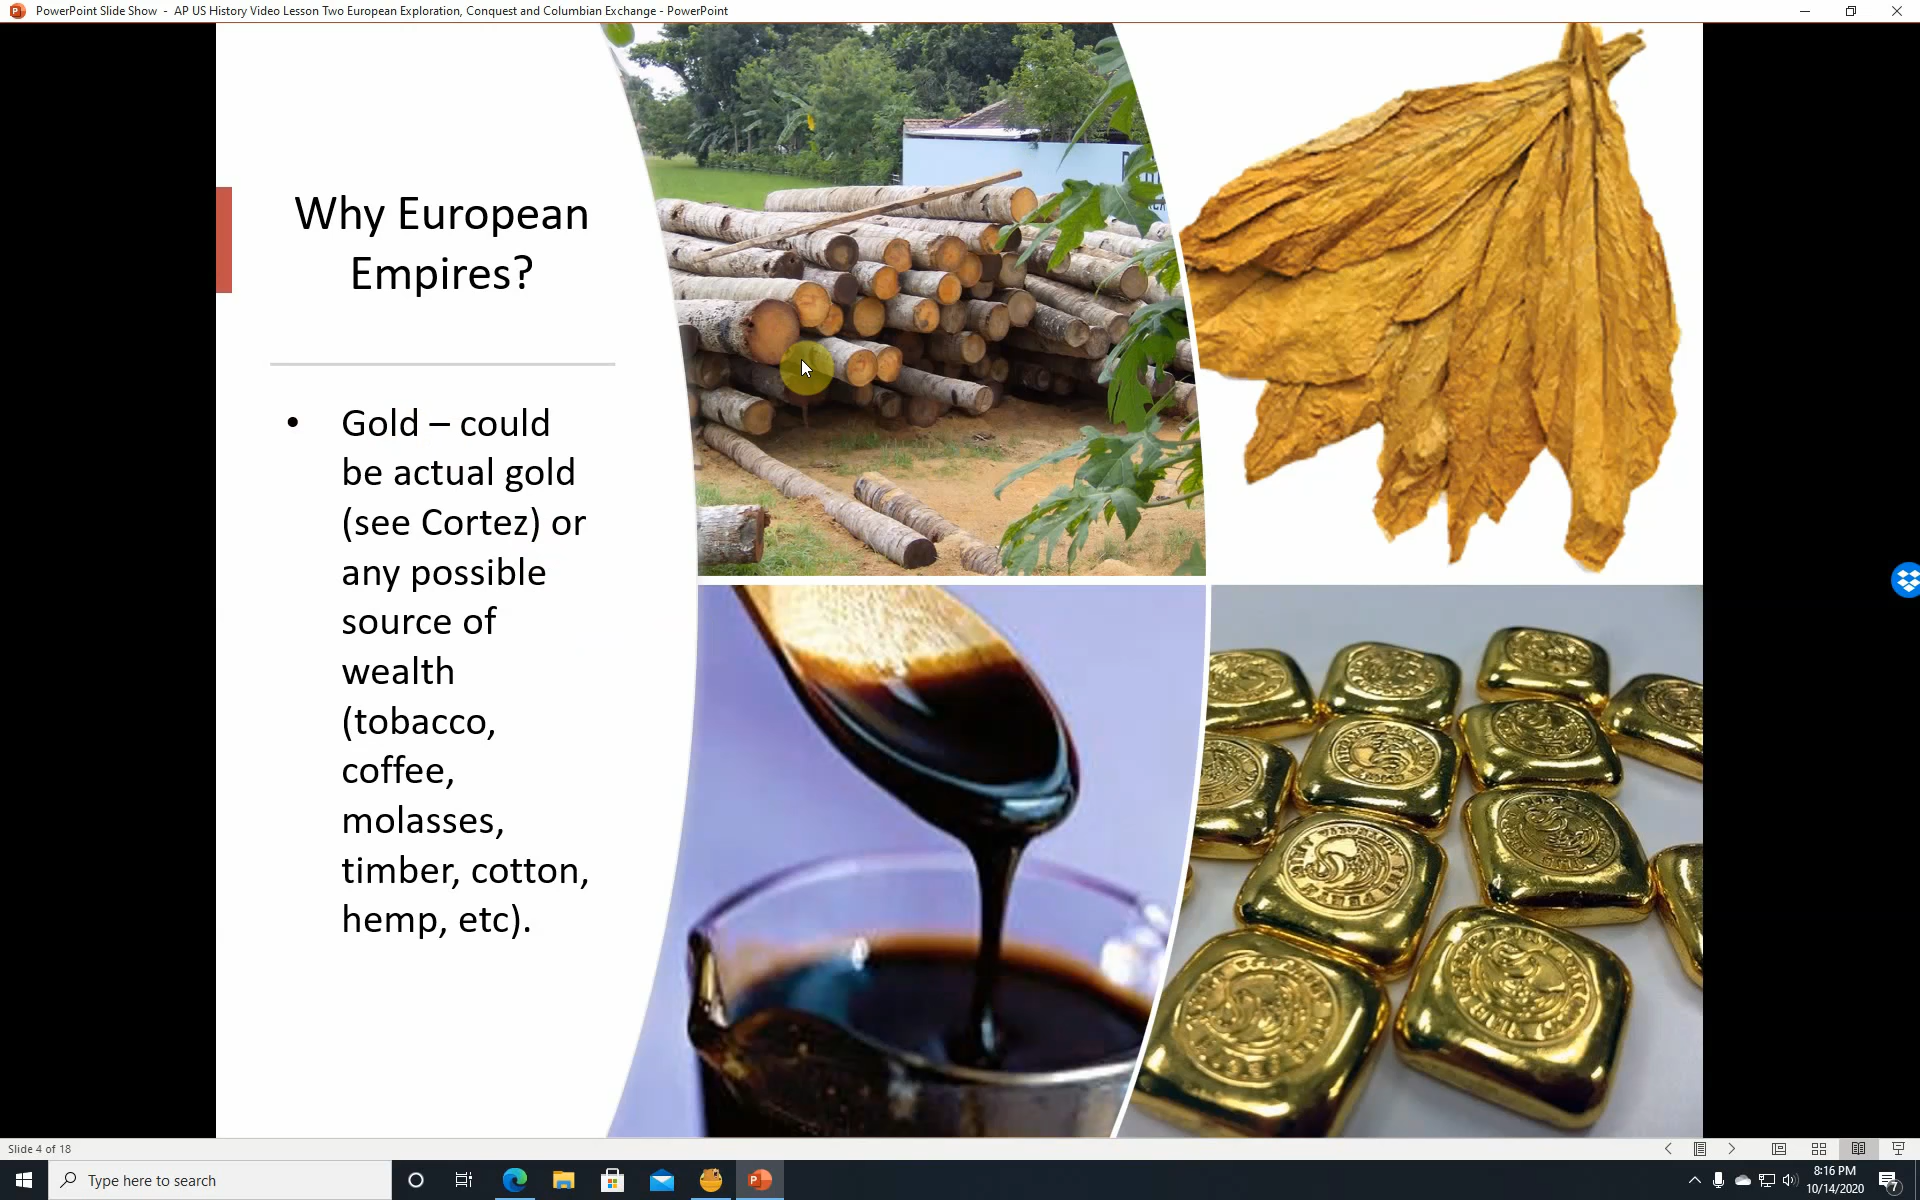 PowerPoint Slide Show - AP US History Video Lesson Two European Exploration, Conquest and Columbian Exchange - PowerPoint
Why European
Empires?
• Gold – could
be actual gold
(see Cortez) or
any possible
source of
wealth
(tobacco,
coffee,
molasses,
timber, cotton,
hemp, etc).
Slide 4 of 18
Type here to search
8:16 PM
10/14/2020
7